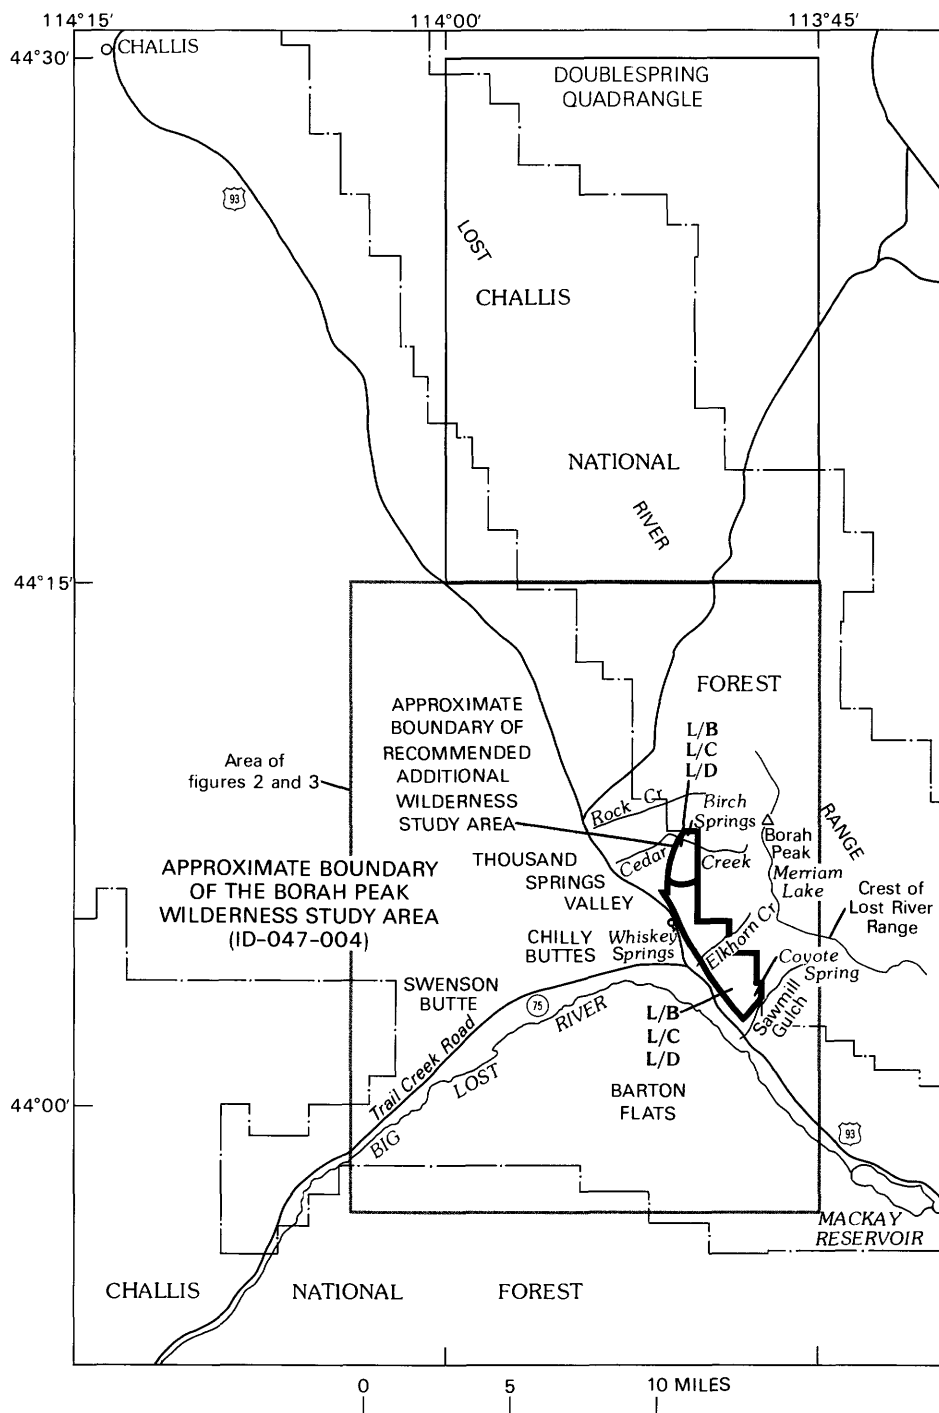 114°15′ 114°00′ 113°45′
44°30′
CHALLIS
DOUBLESPRING
QUADRANGLE
93
LOST
CHALLIS
NATIONAL
RIVER
44°15′
FOREST
APPROXIMATE
BOUNDARY OF
RECOMMENDED
ADDITIONAL
WILDERNESS
STUDY AREA
L/B
L/C
L/D
Area of
figures 2 and 3
Rock Cr
Birch
Springs
RANGE
Borah
Peak
Cedar Creek
THOUSAND
SPRINGS
VALLEY
Merriam
Lake
APPROXIMATE BOUNDARY
OF THE BORAH PEAK
WILDERNESS STUDY AREA
(ID-047-004)
Crest of
Lost River
Range
CHILLY
BUTTES
Whiskey
Springs
Elkhorn Cr
Coyote
Spring
SWENSON
BUTTE
75
RIVER
Sawmill
Gulch
L/B
L/C
L/D
Trail Creek Road
LOST
BIG
BARTON
FLATS
44°00′
93
MACKAY
RESERVOIR
CHALLIS NATIONAL FOREST
0 5 10 MILES